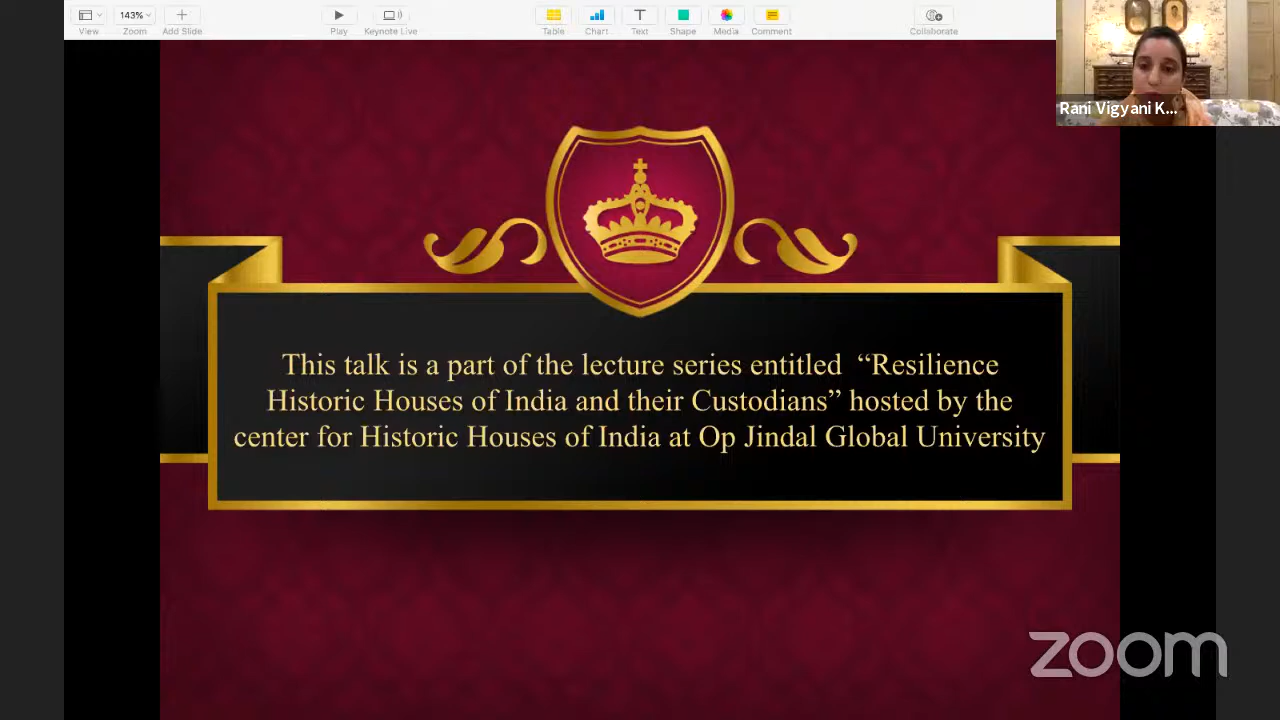 143%
View
Zoom
Add Slide
Play
Keynote Live
Table
Chart
Text
Shape
Media
Comment
Collaborate
Rani Vigyani K...
This talk is a part of the lecture series entitled “Resilience
Historic Houses of India and their Custodians” hosted by the
center for Historic Houses of India at Op Jindal Global University
zoom